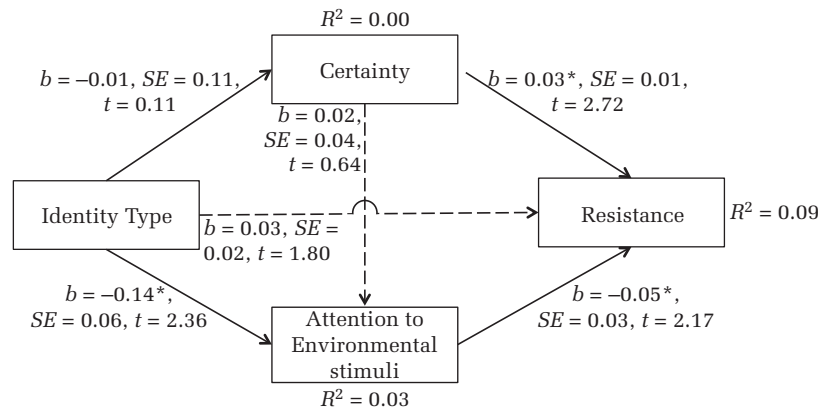 R² = 0.00
Certainty
b = −0.01, SE = 0.11,
t = 0.11
b = 0.03*, SE = 0.01,
t = 2.72
b = 0.02,
SE = 0.04,
t = 0.64
Identity Type
Resistance
R² = 0.09
b = 0.03, SE =
0.02, t = 1.80
b = −0.14*,
SE = 0.06, t = 2.36
Attention to
Environmental
stimuli
b = −0.05*,
SE = 0.03, t = 2.17
R² = 0.03